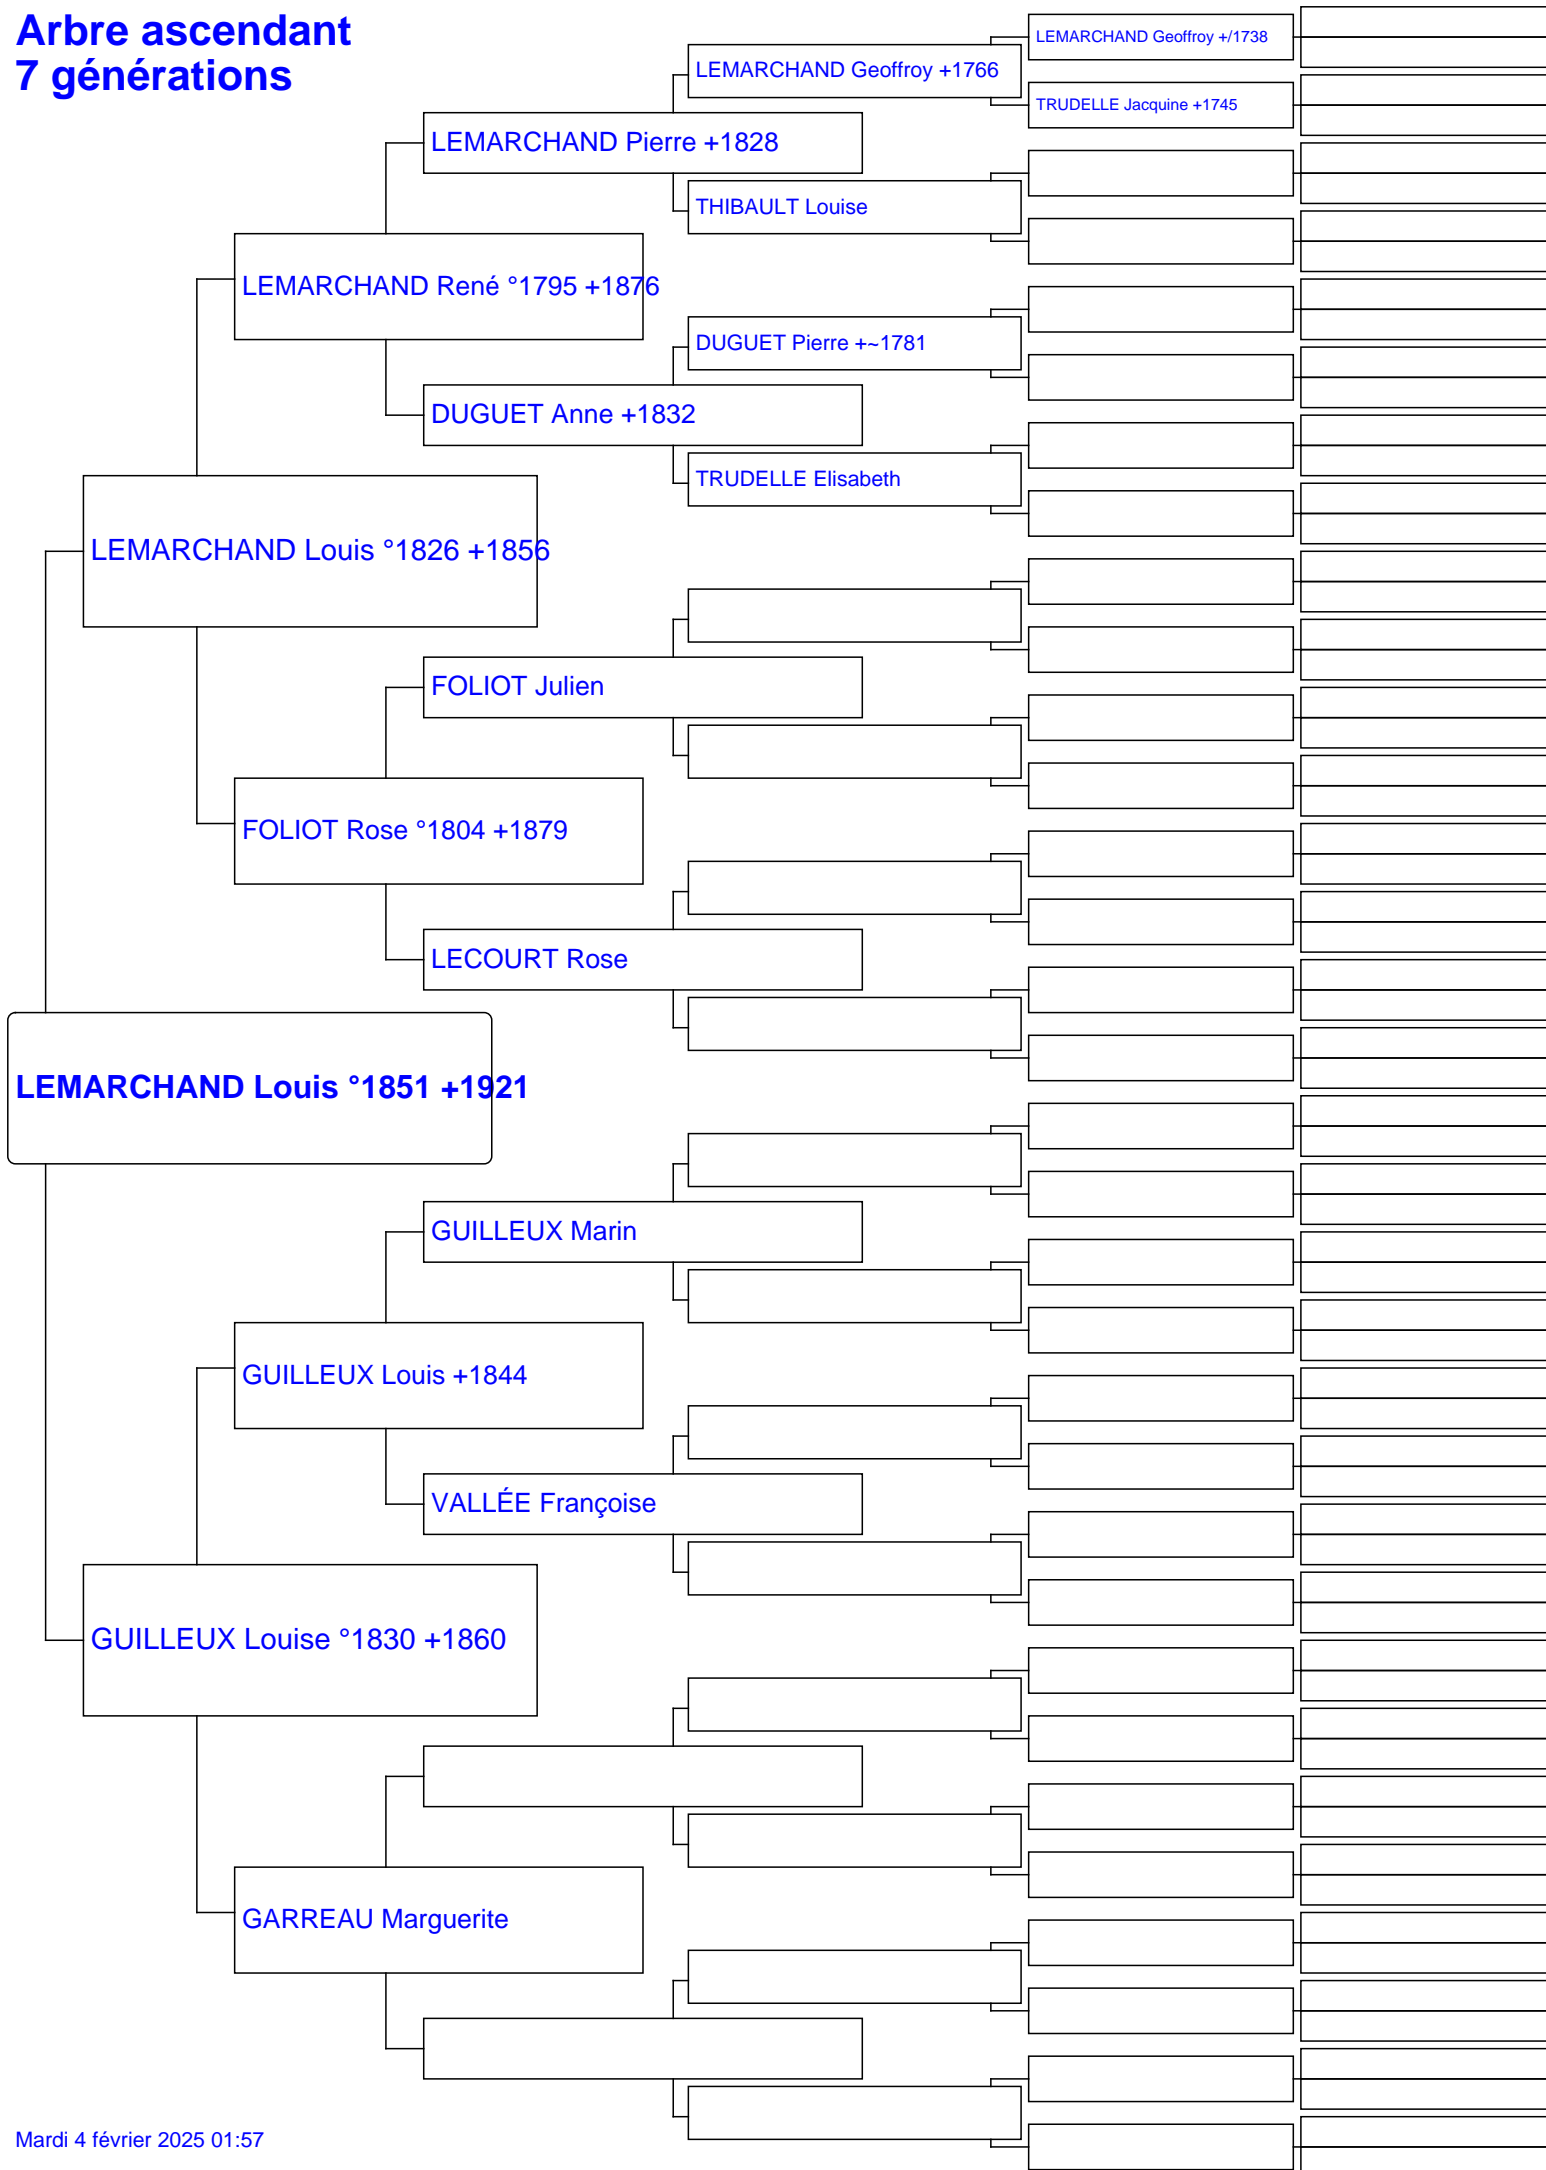 Arbre ascendant
7 générations
LEMARCHAND Geoffroy +/1738
LEMARCHAND Geoffroy +1766
TRUDELLE Jacquine +1745
LEMARCHAND Pierre +1828
THIBAULT Louise
LEMARCHAND René °1795 +1876
DUGUET Pierre +~1781
DUGUET Anne +1832
TRUDELLE Elisabeth
LEMARCHAND Louis °1826 +1856
FOLIOT Julien
FOLIOT Rose °1804 +1879
LECOURT Rose
LEMARCHAND Louis °1851 +1921
GUILLEUX Marin
GUILLEUX Louis +1844
VALLÉE Françoise
GUILLEUX Louise °1830 +1860
GARREAU Marguerite
Mardi 4 février 2025 01:57